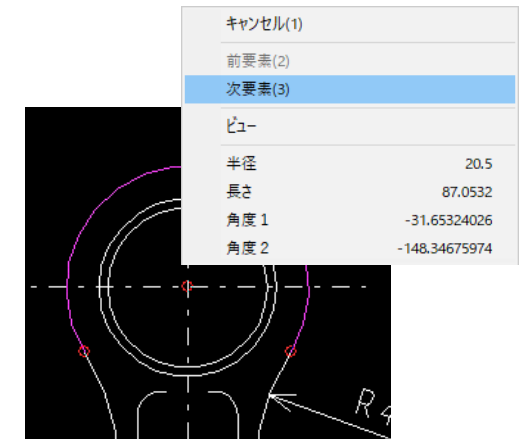 キャンセル(1)
前要素(2)
次要素(3)
ビュー
半径 20.5
長さ 87.0532
角度 1 -31.65324026
角度 2 -148.34675974
R4